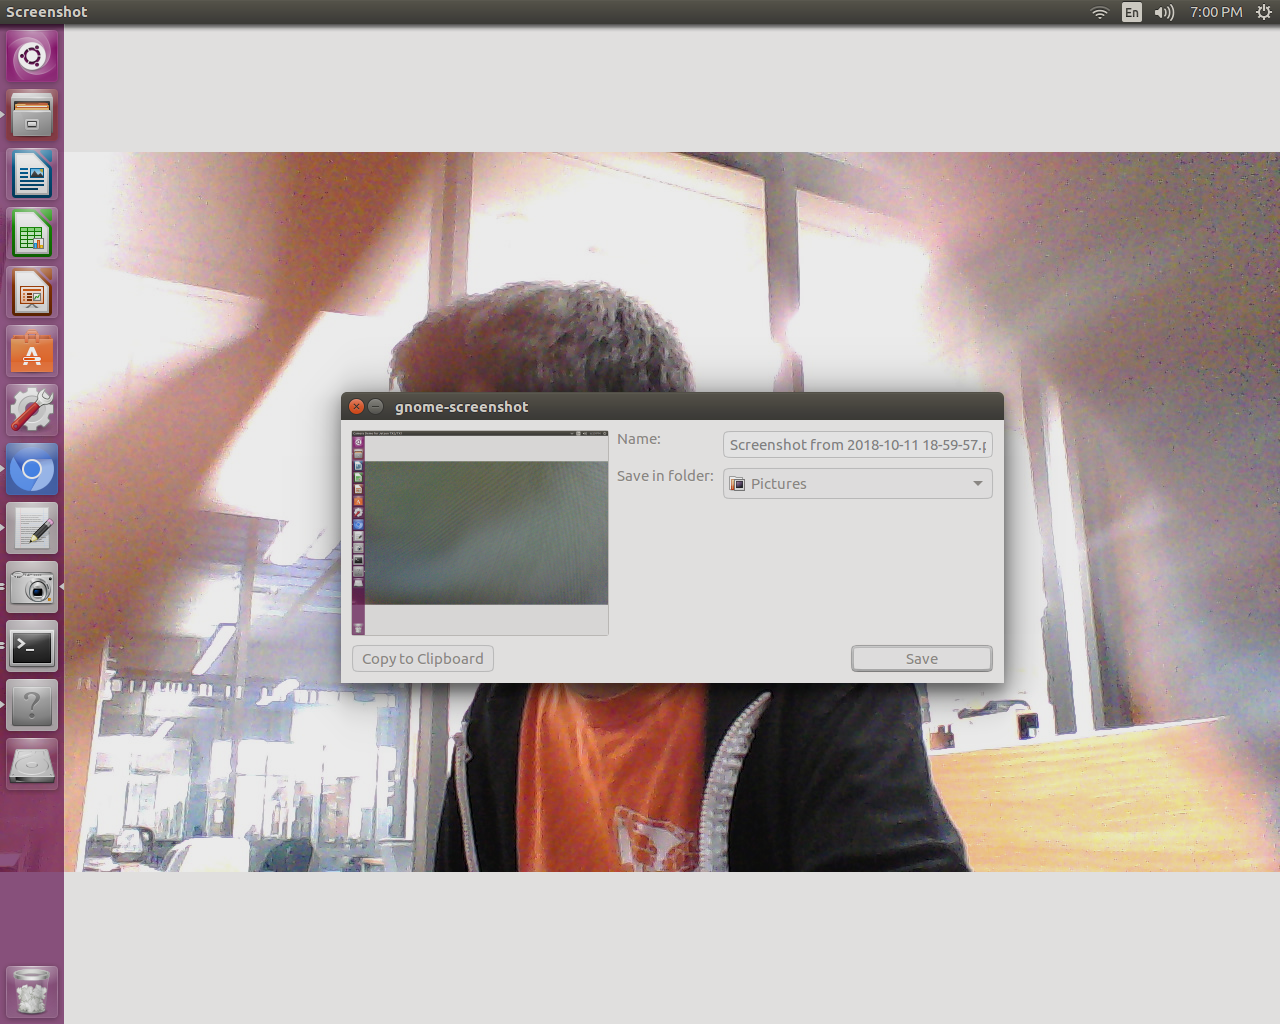 Screenshot
En
7:00 PM
gnome-screenshot
Name:
Screenshot from 2018-10-11 18-59-57.p
Save in folder:
Pictures
Copy to Clipboard
Save